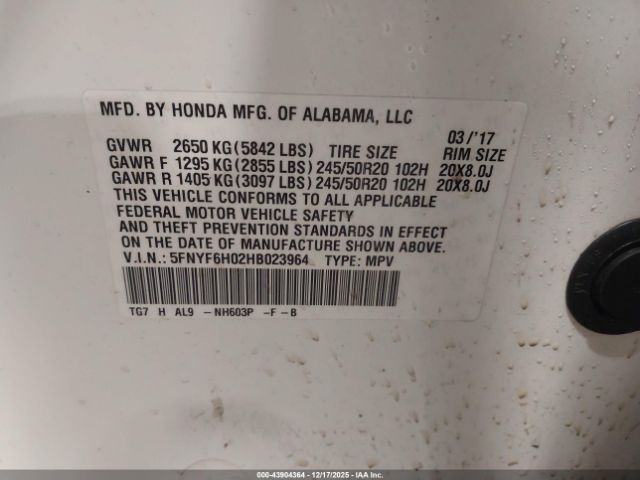 MFD. BY HONDA MFG. OF ALABAMA, LLC
GVWR 2650 KG(5842 LBS) TIRE SIZE 03/'17 RIM SIZE
GAWR F 1295 KG(2855 LBS)245/50R20 102H 20X8.0J
GAWR R 1405 KG(3097 LBS)245/50R20 102H 20X8.0J
THIS VEHICLE CONFORMS TO ALL APPLICABLE
FEDERAL MOTOR VEHICLE SAFETY
AND THEFT PREVENTION STANDARDS IN EFFECT
ON THE DATE OF MANUFACTURE SHOWN ABOVE.
V.I.N.: 5FNYF6H02HB023964 TYPE: MPV
TG7 H AL9 - NH603P -F-B
00-43904364 - 12/17/2025 - IAA Inc.